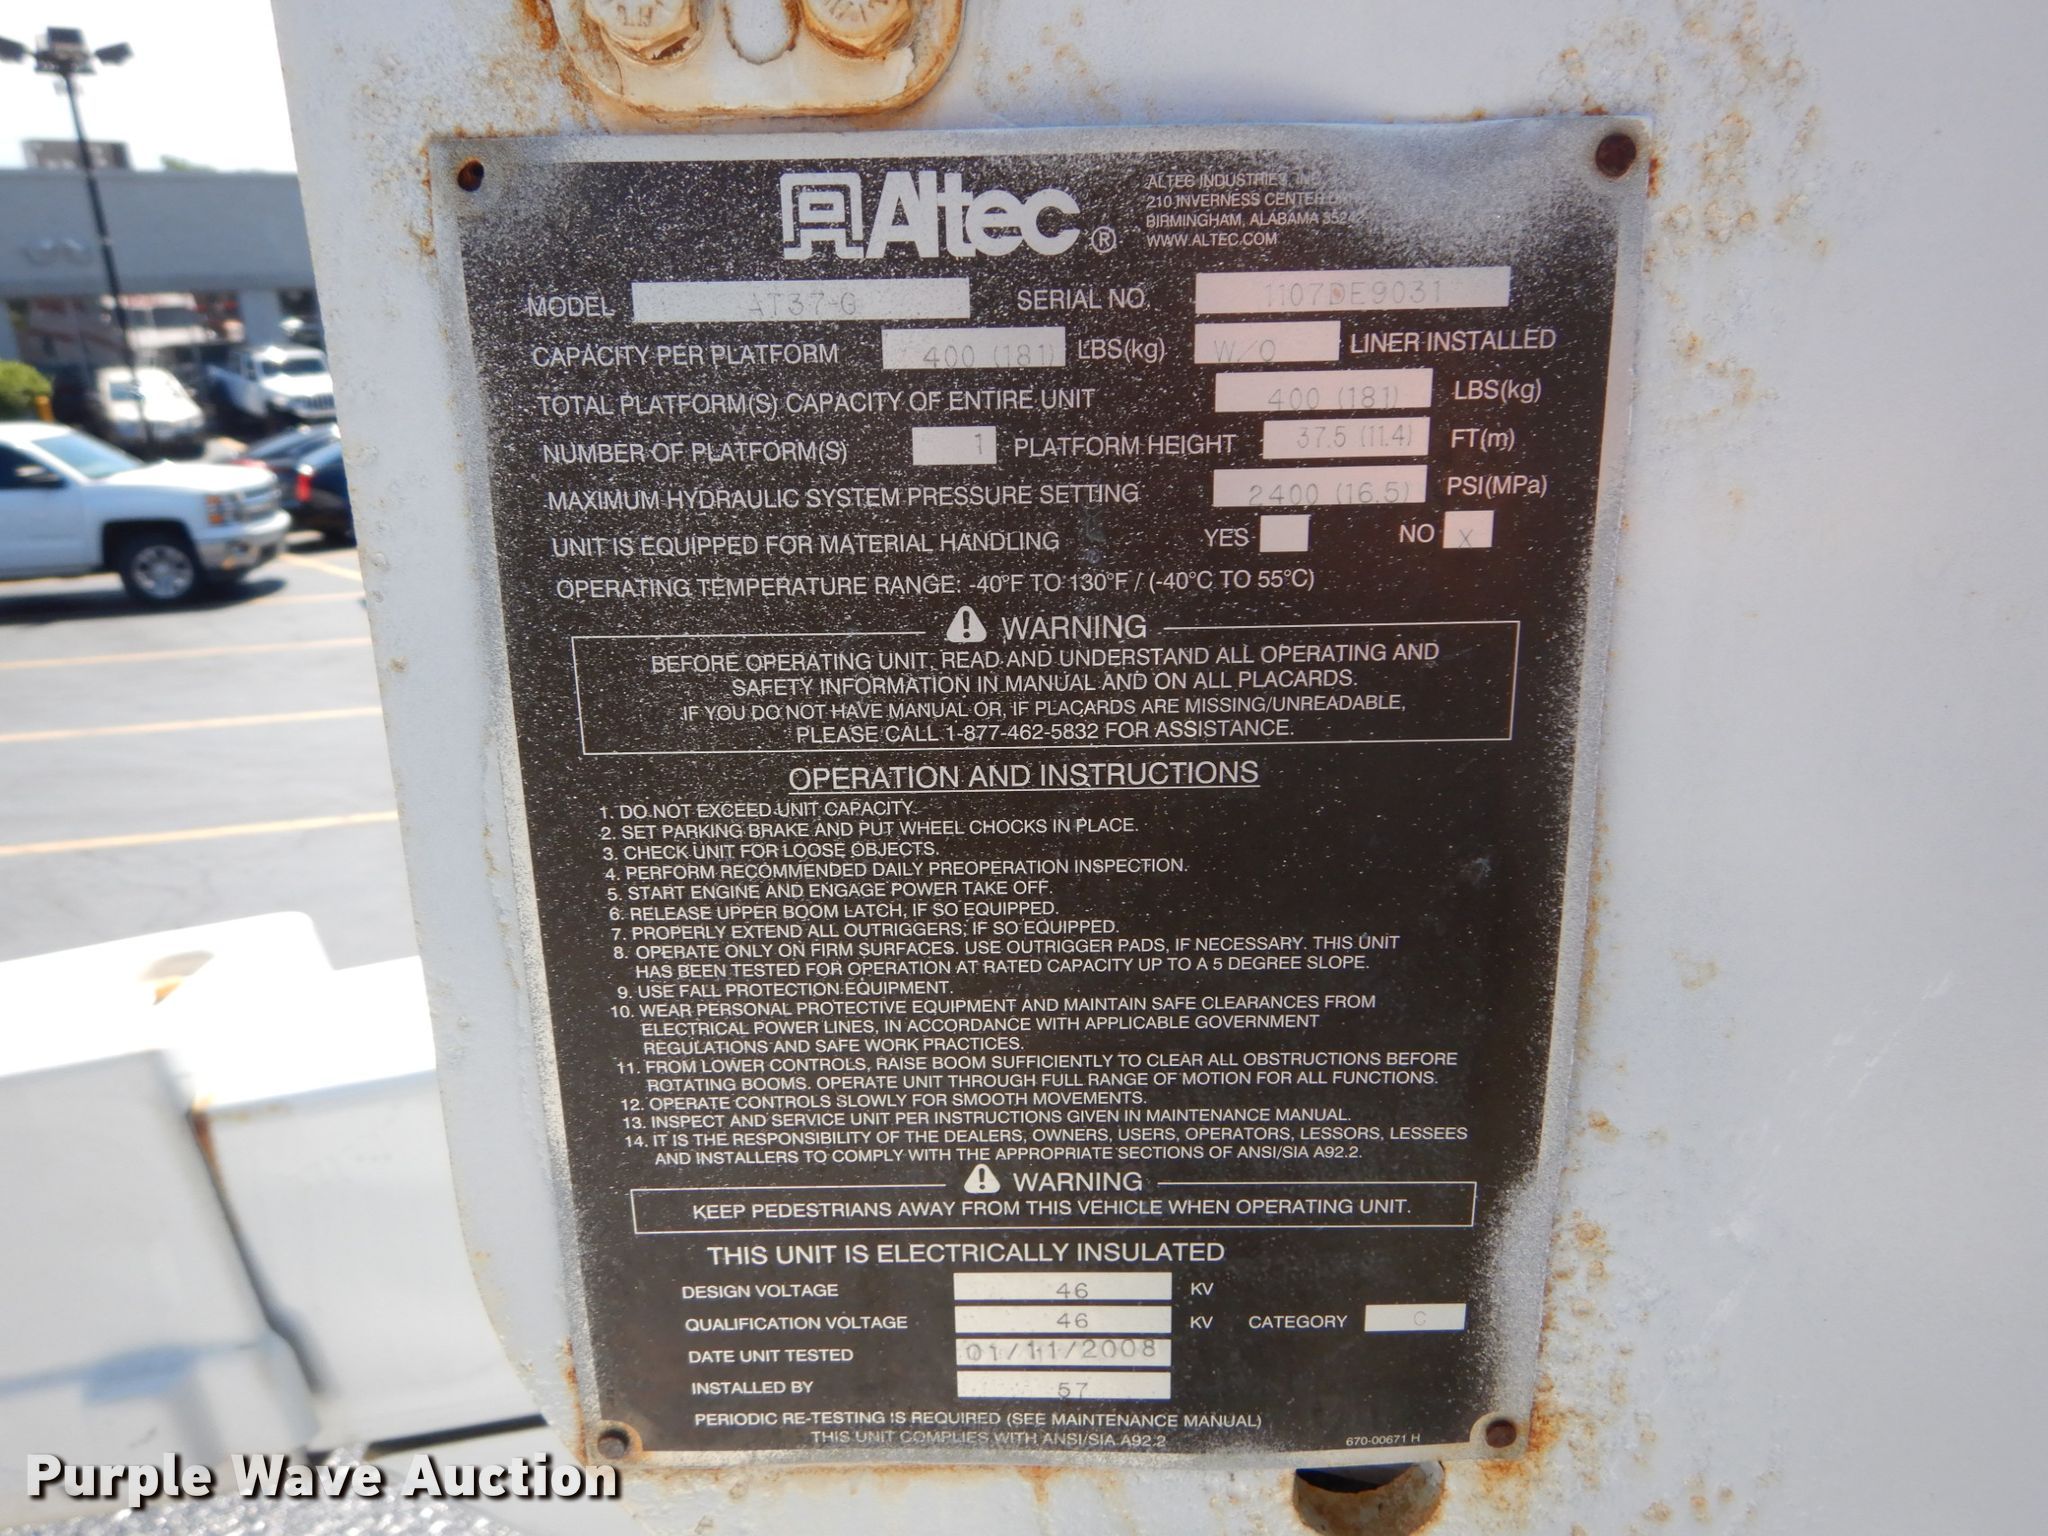 Altec ®
ALTEC INDUSTRIES, INC.
210 INVERNESS CENTER
BIRMINGHAM, ALABAMA 35242
WWW.ALTEC.COM
MODEL AT37-G SERIAL NO. 1107DE9031
CAPACITY PER PLATFORM 400 (181) LBS(kg) W/O LINER INSTALLED
TOTAL PLATFORM(S) CAPACITY OF ENTIRE UNIT 400 (181) LBS(kg)
NUMBER OF PLATFORM(S) 1 PLATFORM HEIGHT 37.5 (11.4) FT(m)
MAXIMUM HYDRAULIC SYSTEM PRESSURE SETTING 2400 (16.5) PSI(MPa)
UNIT IS EQUIPPED FOR MATERIAL HANDLING YES NO X
OPERATING TEMPERATURE RANGE: -40°F TO 130°F / (-40°C TO 55°C)
WARNING
BEFORE OPERATING UNIT, READ AND UNDERSTAND ALL OPERATING AND
SAFETY INFORMATION IN MANUAL AND ON ALL PLACARDS.
IF YOU DO NOT HAVE MANUAL OR, IF PLACARDS ARE MISSING/UNREADABLE,
PLEASE CALL 1-877-462-5832 FOR ASSISTANCE.
OPERATION AND INSTRUCTIONS
1. DO NOT EXCEED UNIT CAPACITY.
2. SET PARKING BRAKE AND PUT WHEEL CHOCKS IN PLACE.
3. CHECK UNIT FOR LOOSE OBJECTS.
4. PERFORM RECOMMENDED DAILY PREOPERATION INSPECTION.
5. START ENGINE AND ENGAGE POWER TAKE OFF.
6. RELEASE UPPER BOOM LATCH, IF SO EQUIPPED.
7. PROPERLY EXTEND ALL OUTRIGGERS, IF SO EQUIPPED.
8. OPERATE ONLY ON FIRM SURFACES. USE OUTRIGGER PADS, IF NECESSARY. THIS UNIT
HAS BEEN TESTED FOR OPERATION AT RATED CAPACITY UP TO A 5 DEGREE SLOPE.
9. USE FALL PROTECTION EQUIPMENT.
10. WEAR PERSONAL PROTECTIVE EQUIPMENT AND MAINTAIN SAFE CLEARANCES FROM
ELECTRICAL POWER LINES, IN ACCORDANCE WITH APPLICABLE GOVERNMENT
REGULATIONS AND SAFE WORK PRACTICES.
11. FROM LOWER CONTROLS, RAISE BOOM SUFFICIENTLY TO CLEAR ALL OBSTRUCTIONS BEFORE
ROTATING BOOMS. OPERATE UNIT THROUGH FULL RANGE OF MOTION FOR ALL FUNCTIONS.
12. OPERATE CONTROLS SLOWLY FOR SMOOTH MOVEMENTS.
13. INSPECT AND SERVICE UNIT PER INSTRUCTIONS GIVEN IN MAINTENANCE MANUAL.
14. IT IS THE RESPONSIBILITY OF THE DEALERS, OWNERS, USERS, OPERATORS, LESSORS, LESSEES
AND INSTALLERS TO COMPLY WITH THE APPROPRIATE SECTIONS OF ANSI/SIA A92.2.
WARNING
KEEP PEDESTRIANS AWAY FROM THIS VEHICLE WHEN OPERATING UNIT.
THIS UNIT IS ELECTRICALLY INSULATED
DESIGN VOLTAGE 46 KV
QUALIFICATION VOLTAGE 46 KV CATEGORY C
DATE UNIT TESTED 01/11/2008
INSTALLED BY 57
PERIODIC RE-TESTING IS REQUIRED (SEE MAINTENANCE MANUAL)
THIS UNIT COMPLIES WITH ANSI/SIA A92.2
670-00671 H
Purple Wave Auction